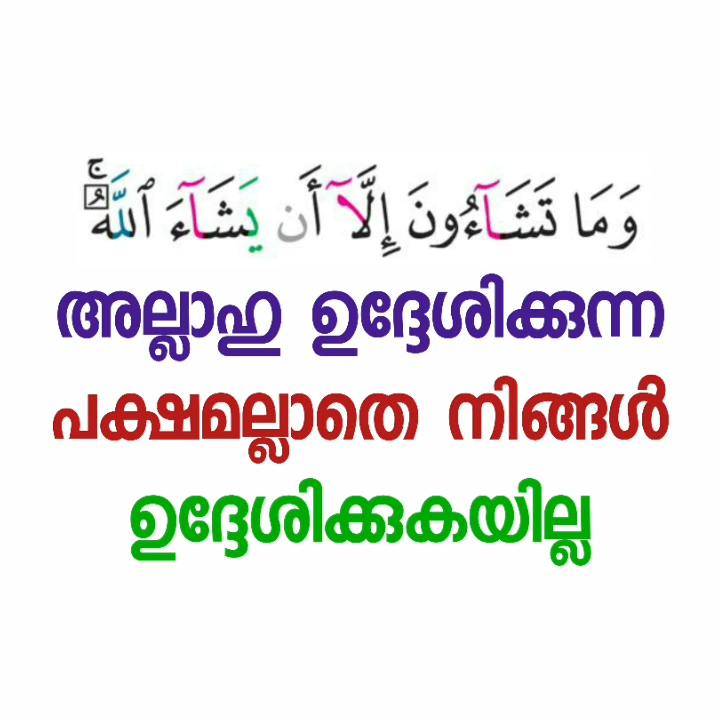 وَمَا تَشَآءُونَ إِلَّآ أَن يَشَآءَ ٱللَّهُۚ
അല്ലാഹു ഉദ്ദേശിക്കുന്ന
പക്ഷമല്ലാതെ നിങ്ങൾ
ഉദ്ദേശിക്കുകയില്ല